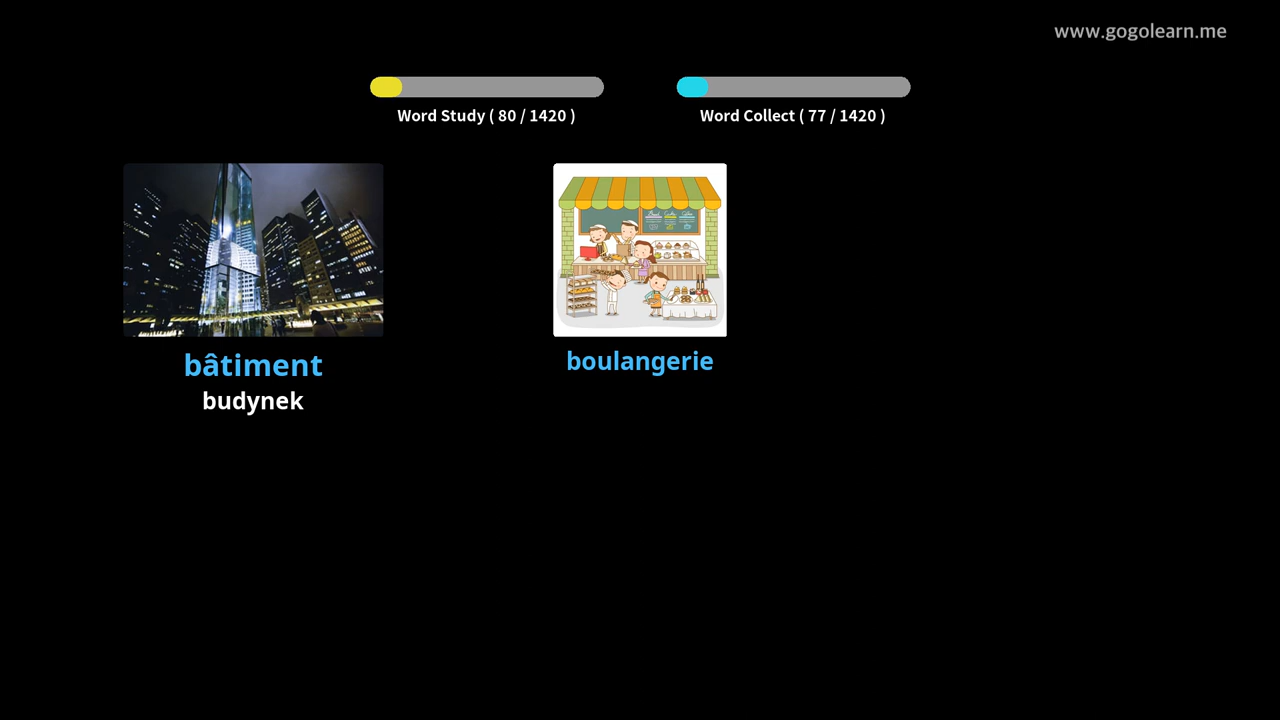 www.gogolearn.me
Word Study ( 80 / 1420 )
Word Collect ( 77 / 1420 )
bâtiment
budynek
boulangerie